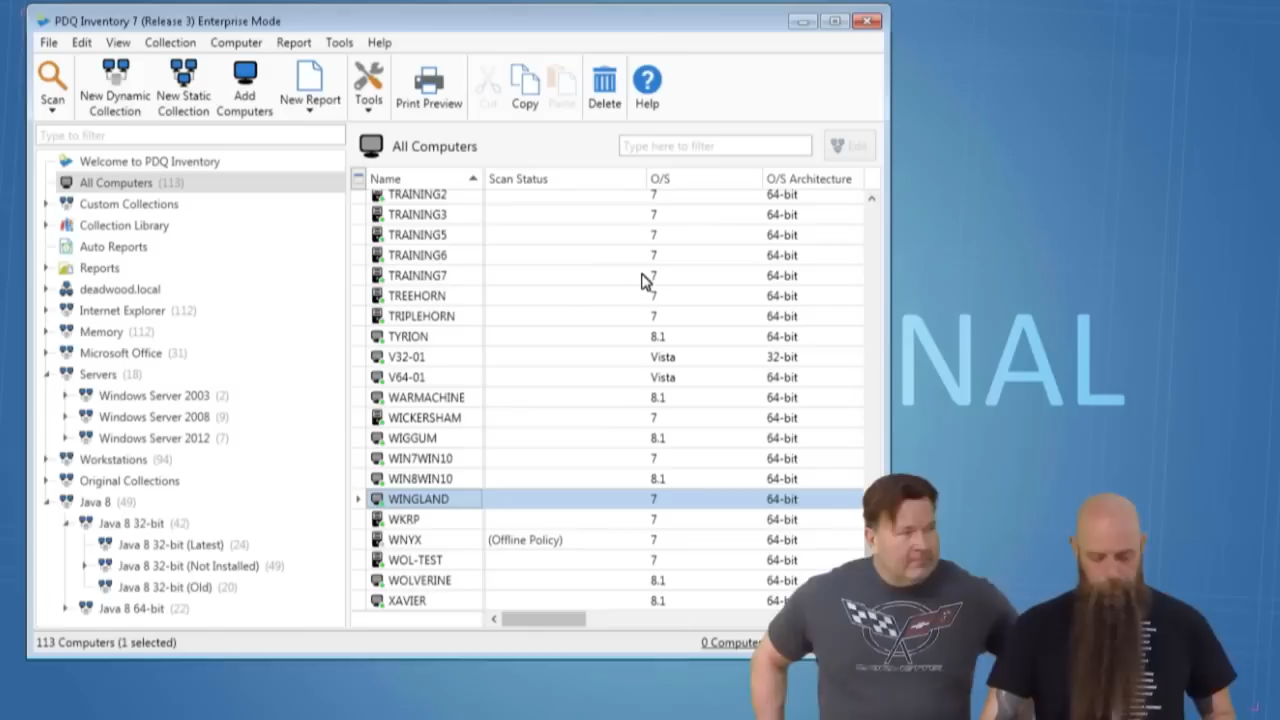 PDQ Inventory 7 (Release 3) Enterprise Mode
File Edit View Collection Computer Report Tools Help
Scan New Dynamic Collection New Static Collection Add Computers New Report Tools Print Preview Cut Copy Paste Delete Help
Type to filter
All Computers Type here to filter Edit
Welcome to PDQ Inventory
All Computers (113)
Custom Collections
Collection Library
Auto Reports
Reports
deadwood.local
Internet Explorer (112)
Memory (112)
Microsoft Office (31)
Servers (18)
Windows Server 2003 (2)
Windows Server 2008 (9)
Windows Server 2012 (7)
Workstations (94)
Original Collections
Java 8 (49)
Java 8 32-bit (42)
Java 8 32-bit (Latest) (24)
Java 8 32-bit (Not Installed) (49)
Java 8 32-bit (Old) (20)
Java 8 64-bit (22)
Name Scan Status O/S O/S Architecture
TRAINING2 7 64-bit
TRAINING3 7 64-bit
TRAINING5 7 64-bit
TRAINING6 7 64-bit
TRAINING7 7 64-bit
TREEHORN 7 64-bit
TRIPLEHORN 7 64-bit
TYRION 8.1 64-bit
V32-01 Vista 32-bit
V64-01 Vista 64-bit
WARMACHINE 8.1 64-bit
WICKERSHAM 7 64-bit
WIGGUM 8.1 64-bit
WIN7WIN10 7 64-bit
WIN8WIN10 8.1 64-bit
WINGLAND 7 64-bit
WKRP 7 64-bit
WNYX (Offline Policy) 7 64-bit
WOL-TEST 7 64-bit
WOLVERINE 8.1 64-bit
XAVIER 8.1 64-
113 Computers (1 selected) 0 Compute
NAL